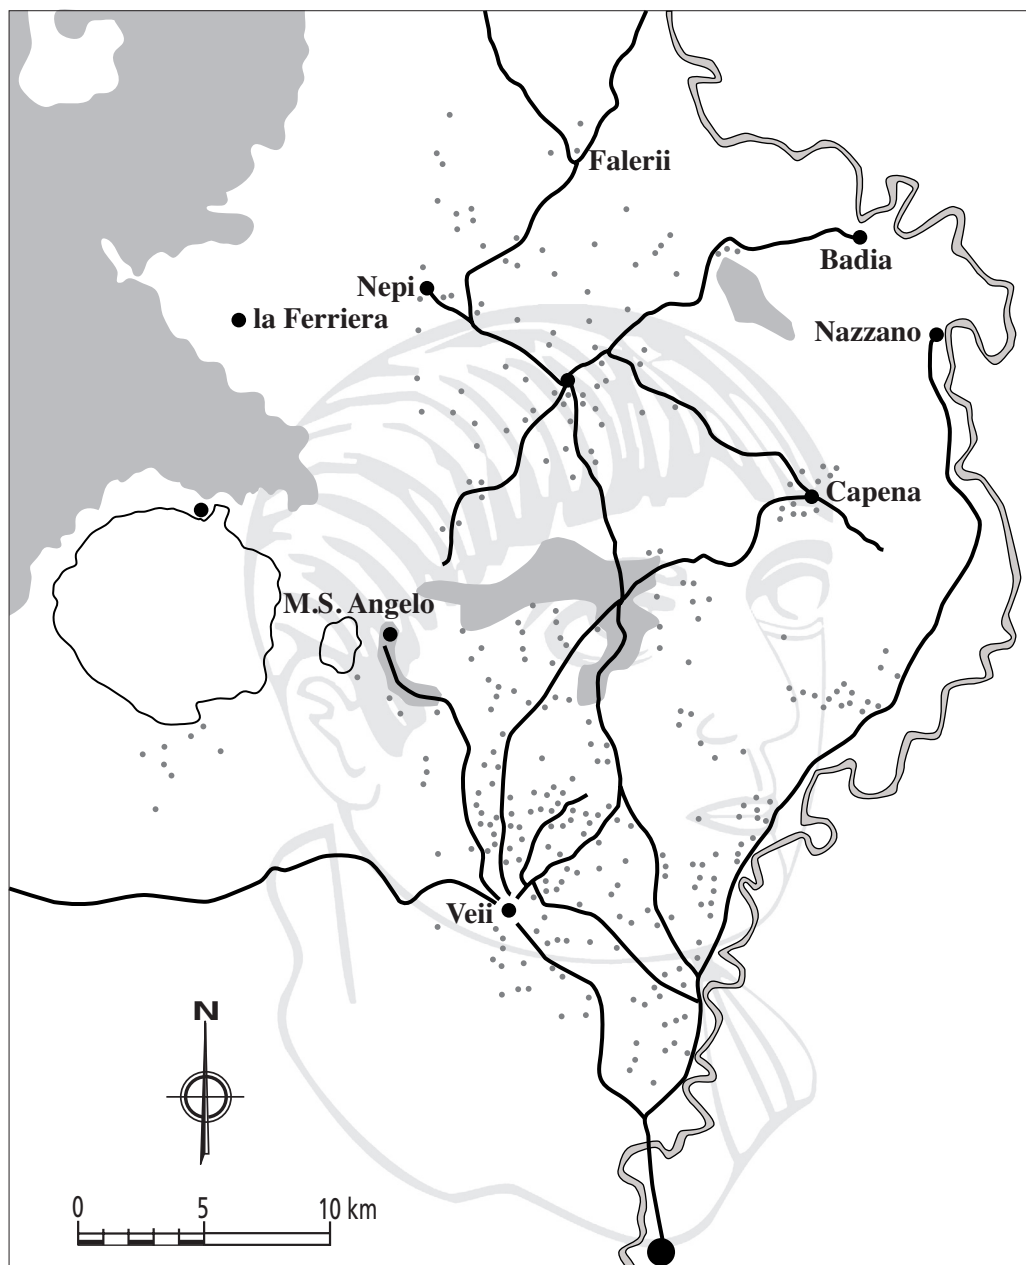 Falerii
Badia
Nepi
la Ferriera
Nazzano
Capena
M.S. Angelo
Veii
N
0 5 10 km